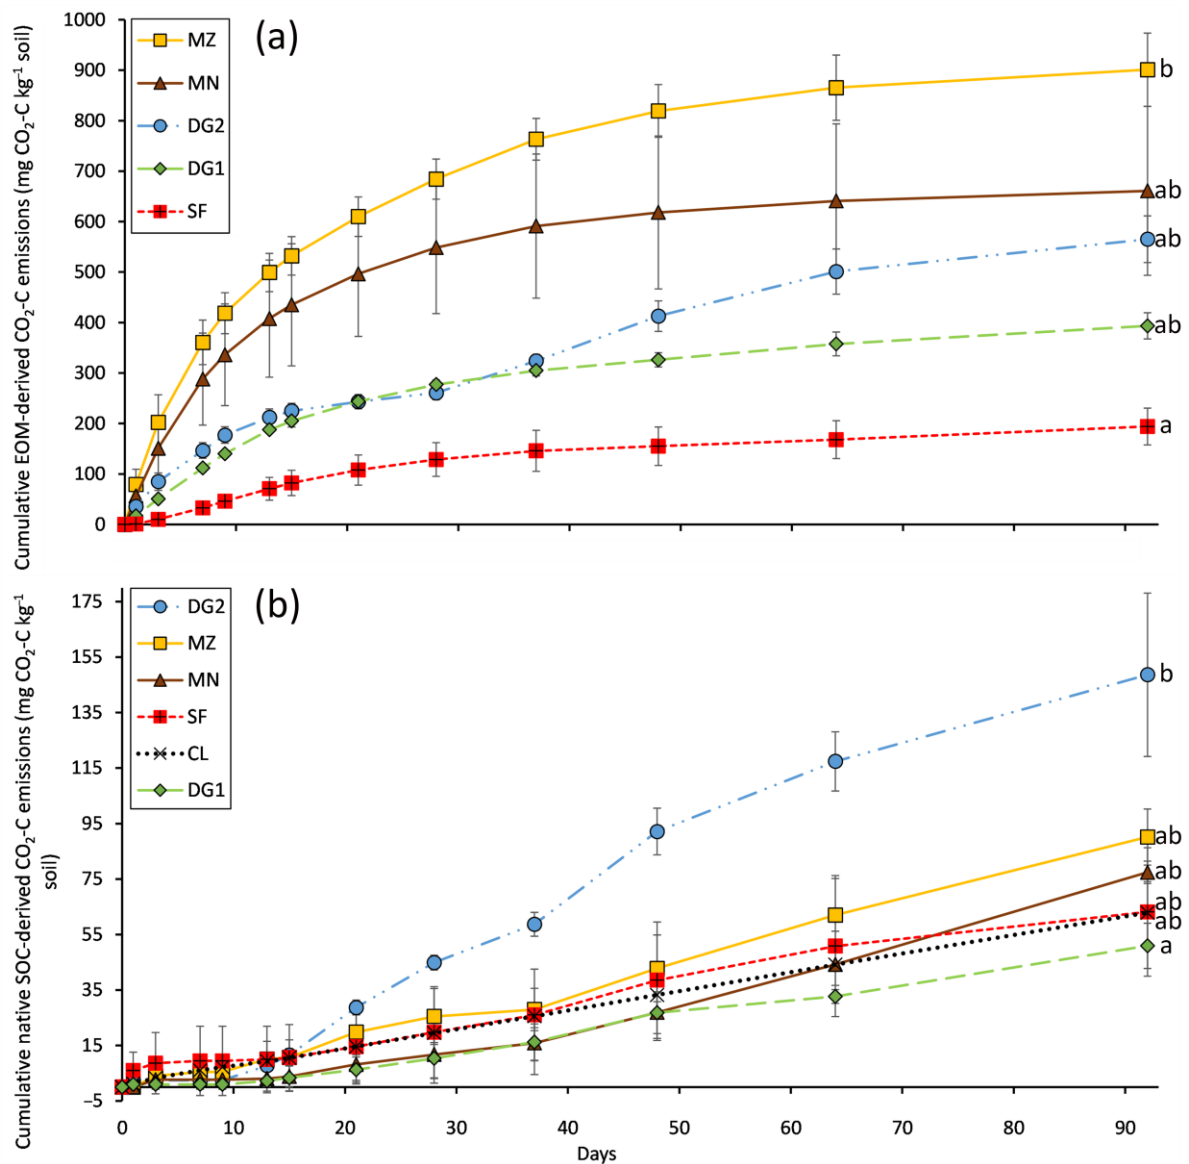 Cumulative EOM-derived CO₂-C emissions (mg CO₂-C kg⁻¹ soil)
(a)
1000
900
800
700
600
500
400
300
200
100
0
MZ
MN
DG2
DG1
SF
b
ab
ab
ab
a
Cumulative native SOC-derived CO₂-C emissions (mg CO₂-C kg⁻¹
soil)
(b)
175
155
135
115
95
75
55
35
15
−5
DG2
MZ
MN
SF
CL
DG1
b
ab
ab
ab
ab
a
0 10 20 30 40 50 60 70 80 90
Days